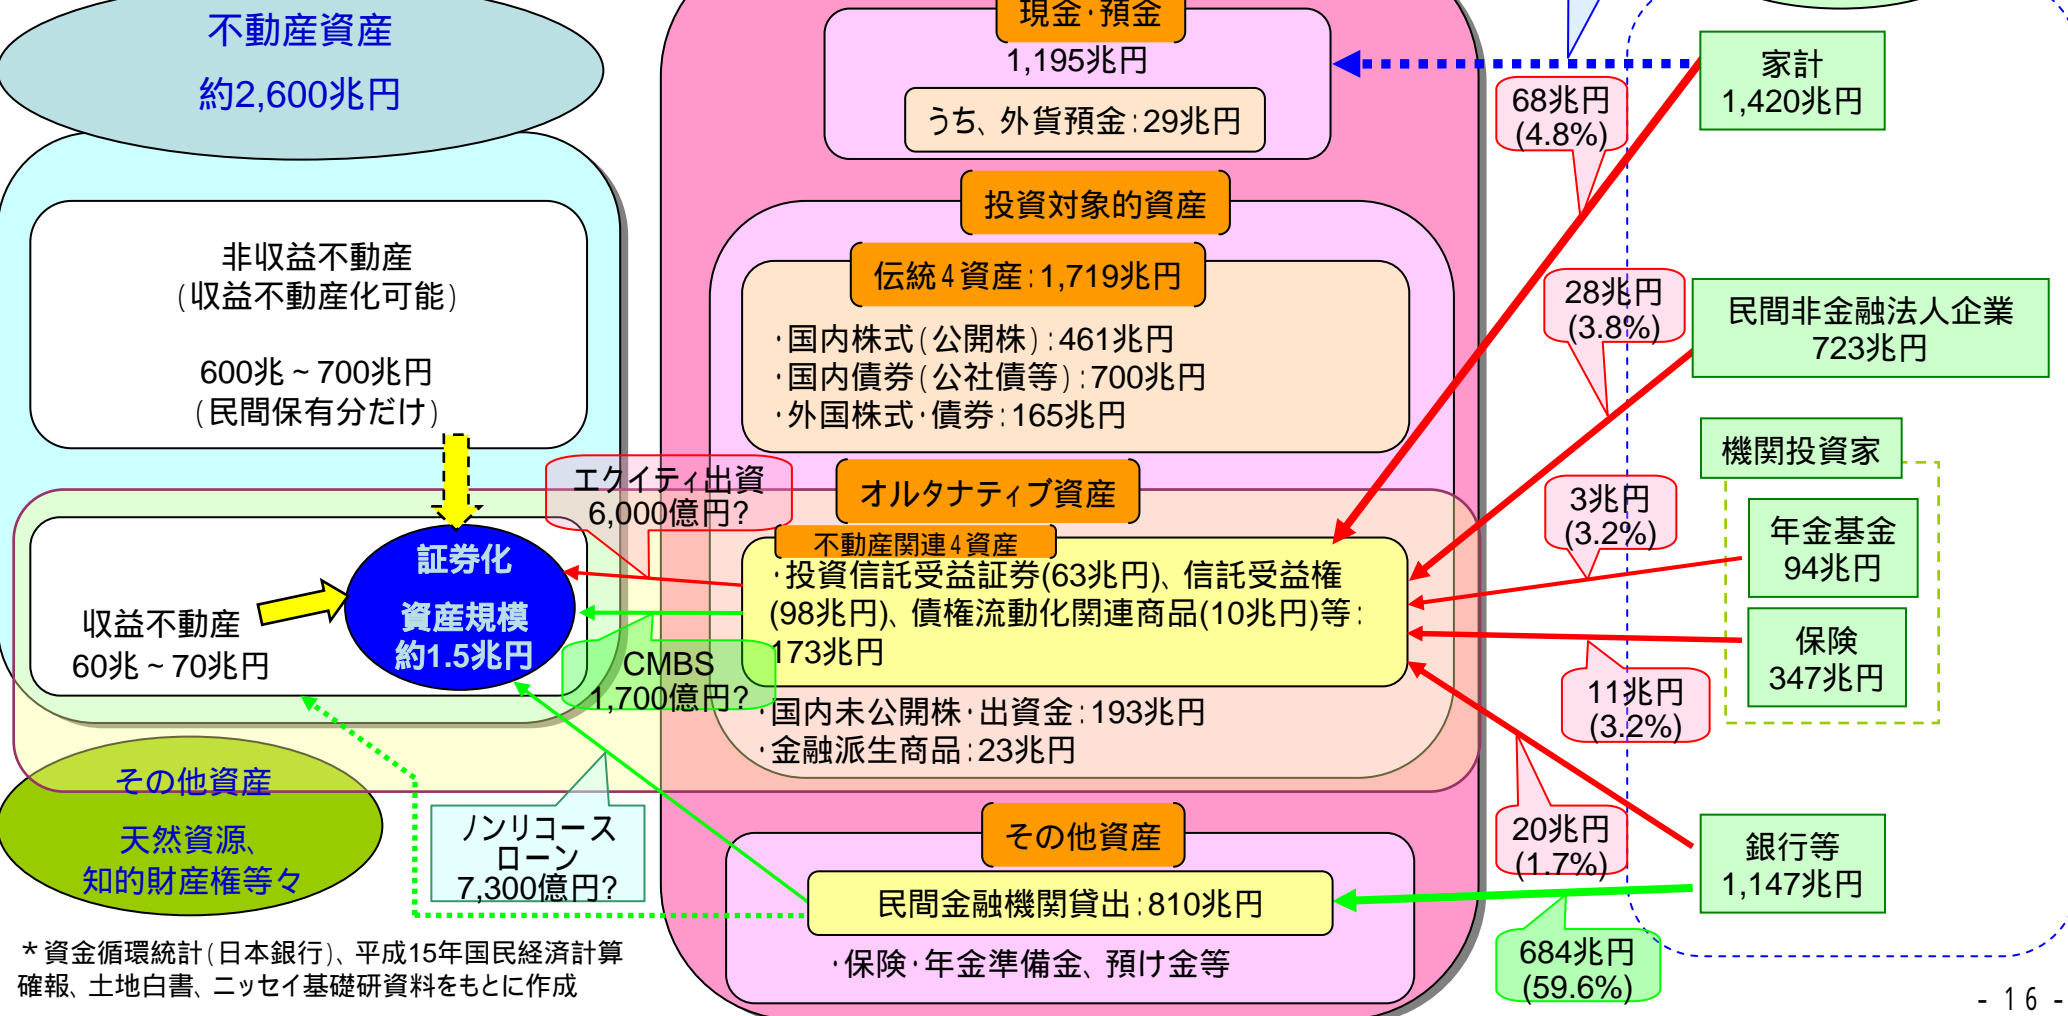 不動産資産
約2,600兆円
非収益不動産
(収益不動産化可能)
600兆~700兆円
(民間保有分だけ)
収益不動産
60兆~70兆円
証券化
資産規模
約1.5兆円
その他資産
天然資源、
知的財産権等々
エクイティ出資
6,000億円?
CMBS
1,700億円?
ノンリコース
ローン
7,300億円?
現金・預金
1,195兆円
うち、外貨預金:29兆円
投資対象的資産
伝統4資産:1,719兆円
・国内株式(公開株):461兆円
・国内債券(公社債等):700兆円
・外国株式・債券:165兆円
オルタナティブ資産
不動産関連4資産
・投資信託受益証券(63兆円)、信託受益権
(98兆円)、債権流動化関連商品(10兆円)等:
173兆円
・国内未公開株・出資金:193兆円
・金融派生商品:23兆円
その他資産
民間金融機関貸出:810兆円
・保険・年金準備金、預け金等
68兆円
(4.8%)
28兆円
(3.8%)
3兆円
(3.2%)
11兆円
(3.2%)
20兆円
(1.7%)
684兆円
(59.6%)
家計
1,420兆円
民間非金融法人企業
723兆円
機関投資家
年金基金
94兆円
保険
347兆円
銀行等
1,147兆円
*資金循環統計(日本銀行)、平成15年国民経済計算
確報、土地白書、ニッセイ基礎研資料をもとに作成
- 16 -